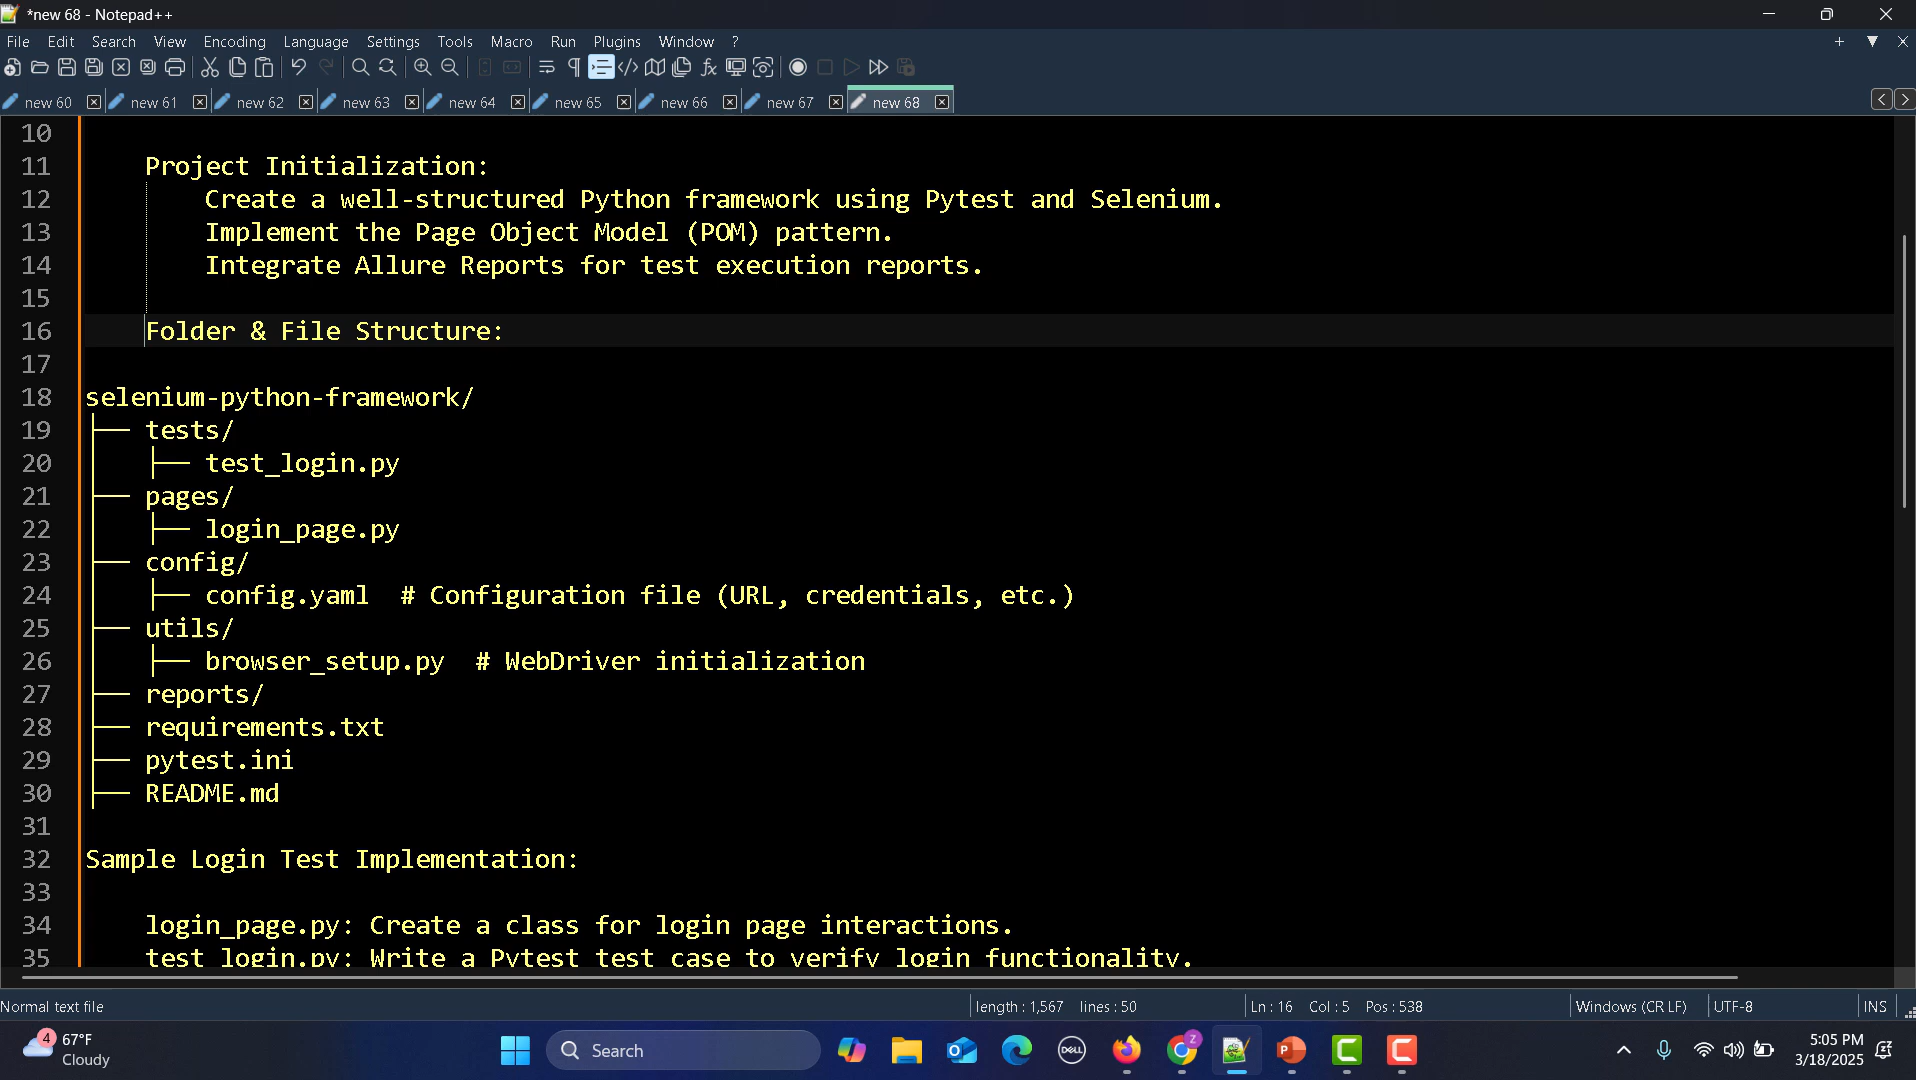 *new 68 - Notepad++
File Edit Search View Encoding Language Settings Tools Macro Run Plugins Window ?
new 60 new 61 new 62 new 63 new 64 new 65 new 66 new 67 new 68
10
11 Project Initialization:
12 Create a well-structured Python framework using Pytest and Selenium.
13 Implement the Page Object Model (POM) pattern.
14 Integrate Allure Reports for test execution reports.
15
16 Folder & File Structure:
17
18 selenium-python-framework/
19 ├── tests/
20 │   ├── test_login.py
21 ├── pages/
22 │   ├── login_page.py
23 ├── config/
24 │   ├── config.yaml  # Configuration file (URL, credentials, etc.)
25 ├── utils/
26 │   ├── browser_setup.py  # WebDriver initialization
27 ├── reports/
28 ├── requirements.txt
29 ├── pytest.ini
30 ├── README.md
31
32 Sample Login Test Implementation:
33
34 login_page.py: Create a class for login page interactions.
35 test_login.py: Write a Pytest test case to verify login functionality.
Normal text file length : 1,567 lines : 50 Ln : 16 Col : 5 Pos : 538 Windows (CR LF) UTF-8 INS
4 67°F
Cloudy
Search
DELL
Z
5:05 PM
3/18/2025